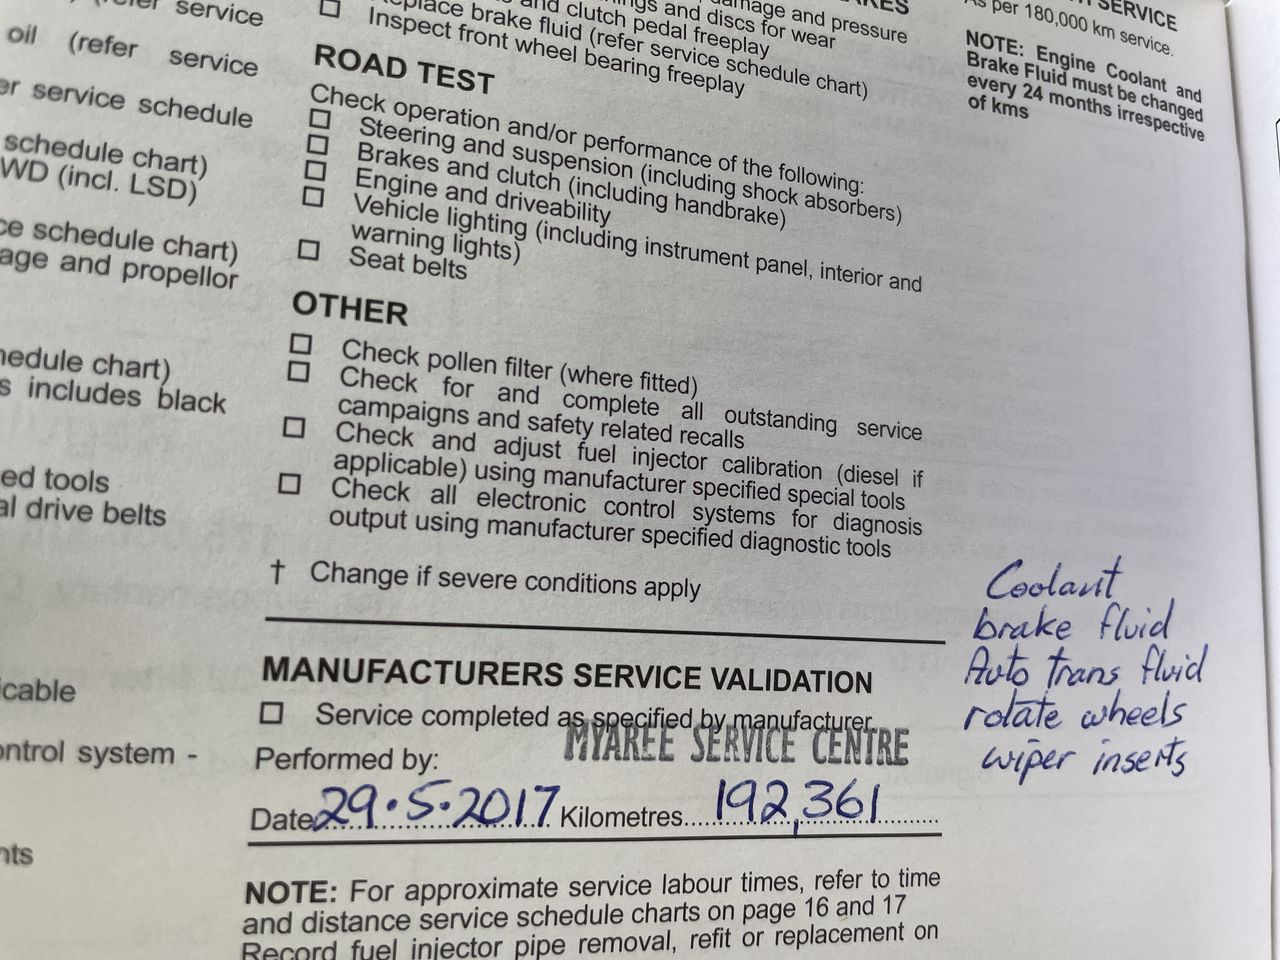 service
oil (refer service
service schedule
schedule chart)
WD (incl. LSD)
schedule chart)
and propellor
chart)
includes black
tools
drive belts
system -
damage and pressure
and discs for wear
and clutch pedal freeplay
brake fluid (refer service schedule chart)
Inspect front wheel bearing freeplay
ROAD TEST
Check operation and/or performance of the following:
Steering and suspension (including shock absorbers)
Brakes and clutch (including handbrake)
Engine and driveability
Vehicle lighting (including instrument panel, interior and
warning lights)
Seat belts
OTHER
Check pollen filter (where fitted)
Check for and complete all outstanding service
campaigns and safety related recalls
Check and adjust fuel injector calibration (diesel if
applicable) using manufacturer specified special tools
Check all electronic control systems for diagnosis
output using manufacturer specified diagnostic tools
† Change if severe conditions apply
MANUFACTURERS SERVICE VALIDATION
Service completed as specified by manufacturer
MYAREE SERVICE CENTRE
Performed by:
Date 29.5.2017 Kilometres 192,361
NOTE: For approximate service labour times, refer to time
and distance service schedule charts on page 16 and 17
Record fuel injector pipe removal, refit or replacement on
SERVICE
As per 180,000 km service.
NOTE: Engine Coolant and
Brake Fluid must be changed
every 24 months irrespective
of kms
Coolant
brake fluid
Auto trans fluid
rotate wheels
wiper inserts